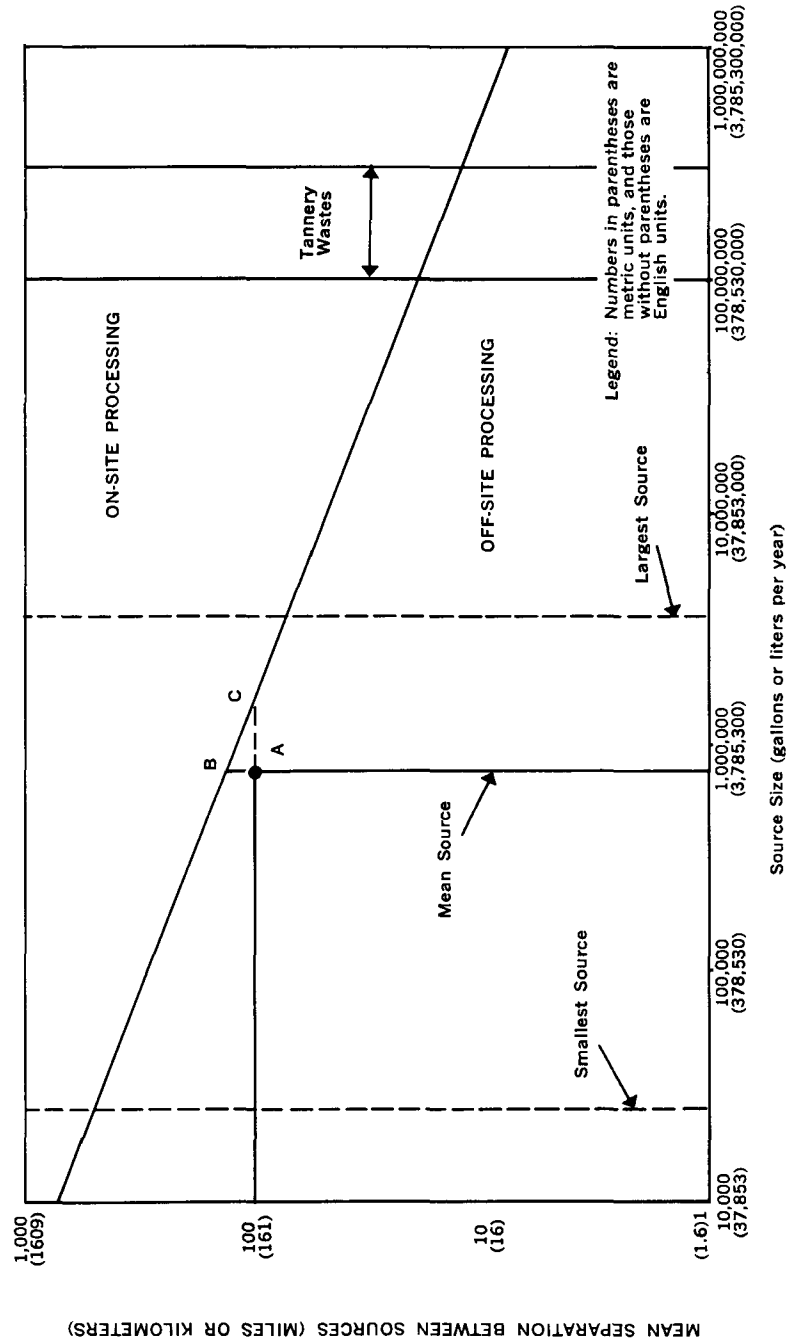 MEAN SEPARATION BETWEEN SOURCES (MILES OR KILOMETERS)
1,000
(1609)
100
(161)
10
(16)
(1.6)1
ON-SITE PROCESSING
Tannery
Wastes
B
C
A
OFF-SITE PROCESSING
Mean Source
Smallest Source
Largest Source
Legend: Numbers in parentheses are
metric units, and those
without parentheses are
English units.
10,000
(37,853)
100,000
(378,530)
1,000,000
(3,785,300)
10,000,000
(37,853,000)
100,000,000
(378,530,000)
1,000,000,000
(3,785,300,000)
Source Size (gallons or liters per year)